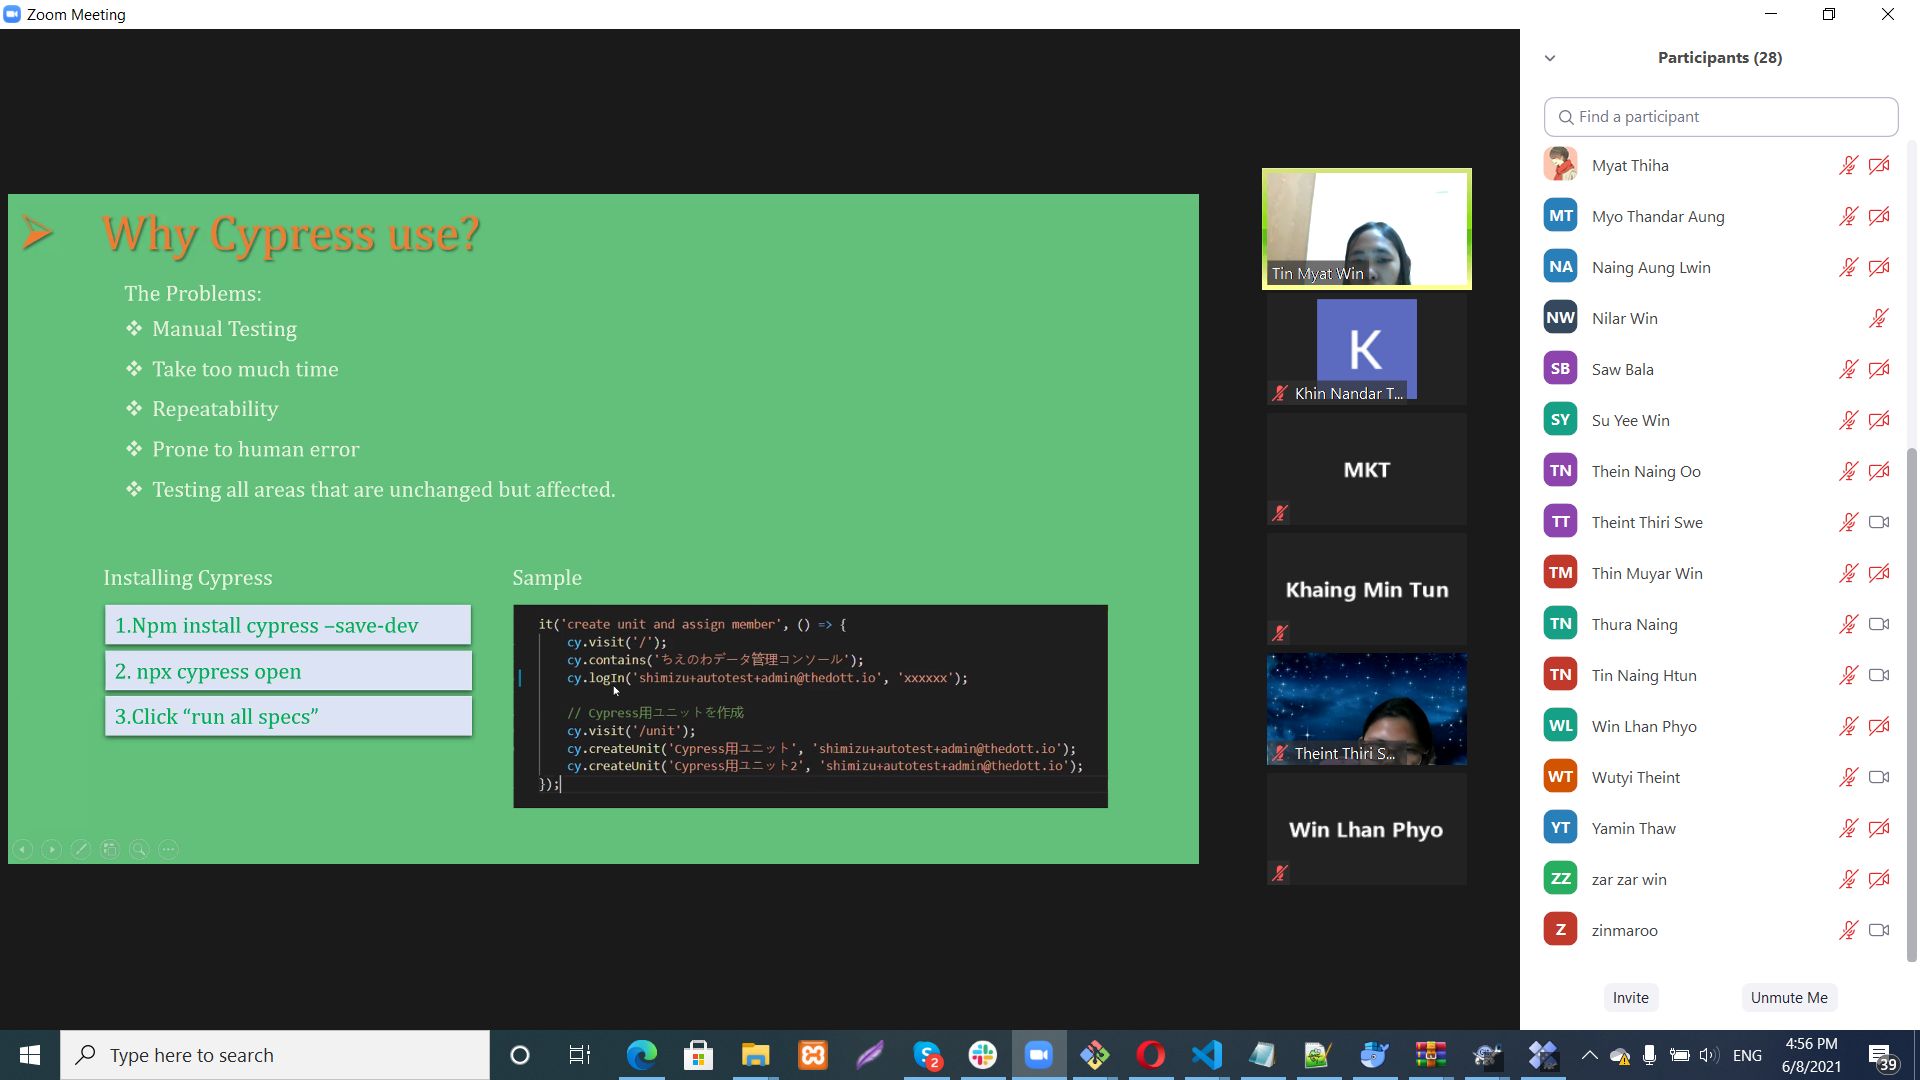 Zoom Meeting
Why Cypress use?
The Problems:
Manual Testing
Take too much time
Repeatability
Prone to human error
Testing all areas that are unchanged but affected.
Installing Cypress
1.Npm install cypress –save-dev
2. npx cypress open
3.Click “run all specs”
Sample
it('create unit and assign member', () => {
cy.visit('/');
cy.contains('ちえのわデータ管理コンソール');
cy.logIn('shimizu+autotest+admin@thedott.io', 'xxxxxx');
// Cypress用ユニットを作成
cy.visit('/unit');
cy.createUnit('Cypress用ユニット', 'shimizu+autotest+admin@thedott.io');
cy.createUnit('Cypress用ユニット2', 'shimizu+autotest+admin@thedott.io');
});
Tin Myat Win
K
Khin Nandar T...
MKT
Khaing Min Tun
Theint Thiri S...
Win Lhan Phyo
Participants (28)
Find a participant
Myat Thiha
MT Myo Thandar Aung
NA Naing Aung Lwin
NW Nilar Win
SB Saw Bala
SY Su Yee Win
TN Thein Naing Oo
TT Theint Thiri Swe
TM Thin Muyar Win
TN Thura Naing
TN Tin Naing Htun
WL Win Lhan Phyo
WT Wutyi Theint
YT Yamin Thaw
ZZ zar zar win
Z zinmaroo
Invite
Unmute Me
Type here to search
2
ENG
4:56 PM
6/8/2021
39